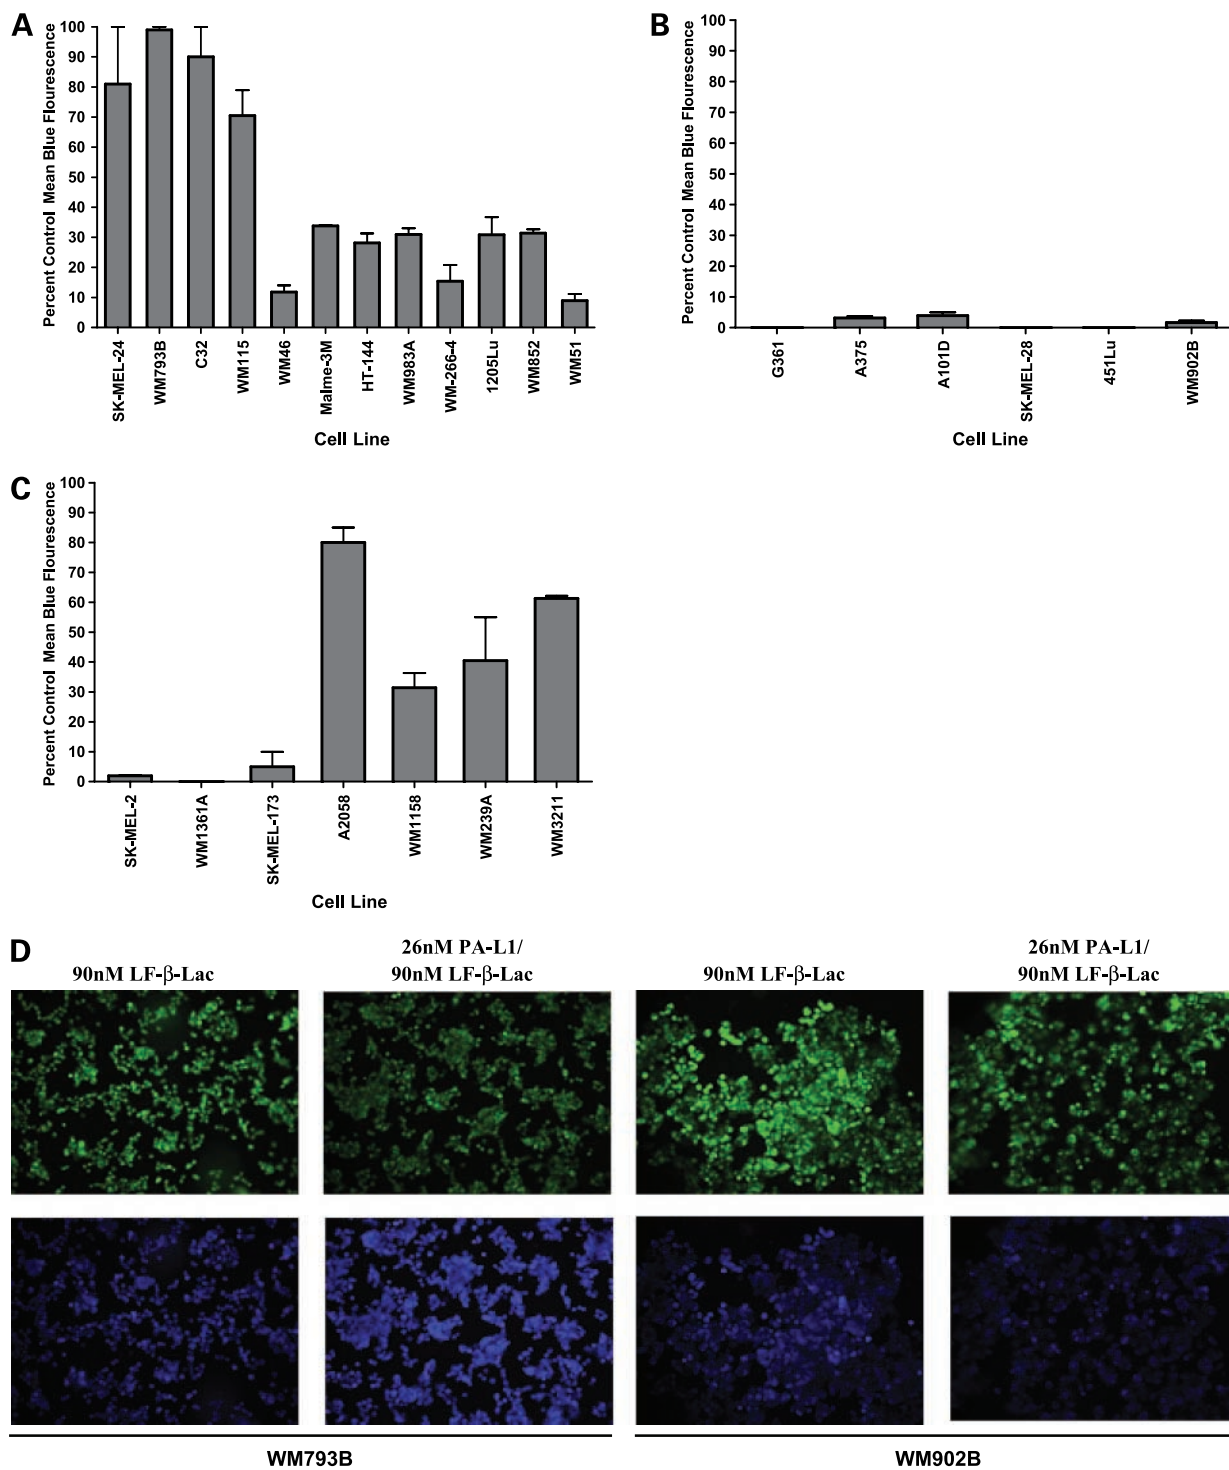 A
Percent Control Mean Blue Flourescence
100
90
80
70
60
50
40
30
20
10
0
SK-MEL-24
WM793B
C32
WM115
WM46
Malme-3M
HT-144
WM983A
WM-266-4
1205Lu
WM852
WM51
Cell Line
B
Percent Control Mean Blue Flourescence
100
90
80
70
60
50
40
30
20
10
0
G361
A375
A101D
SK-MEL-28
451Lu
WM902B
Cell Line
C
Percent Control Mean Blue Flourescence
100
90
80
70
60
50
40
30
20
10
0
SK-MEL-2
WM1361A
SK-MEL-173
A2058
WM1158
WM239A
WM3211
Cell Line
D
90nM LF-β-Lac
26nM PA-L1/
90nM LF-β-Lac
90nM LF-β-Lac
26nM PA-L1/
90nM LF-β-Lac
WM793B
WM902B